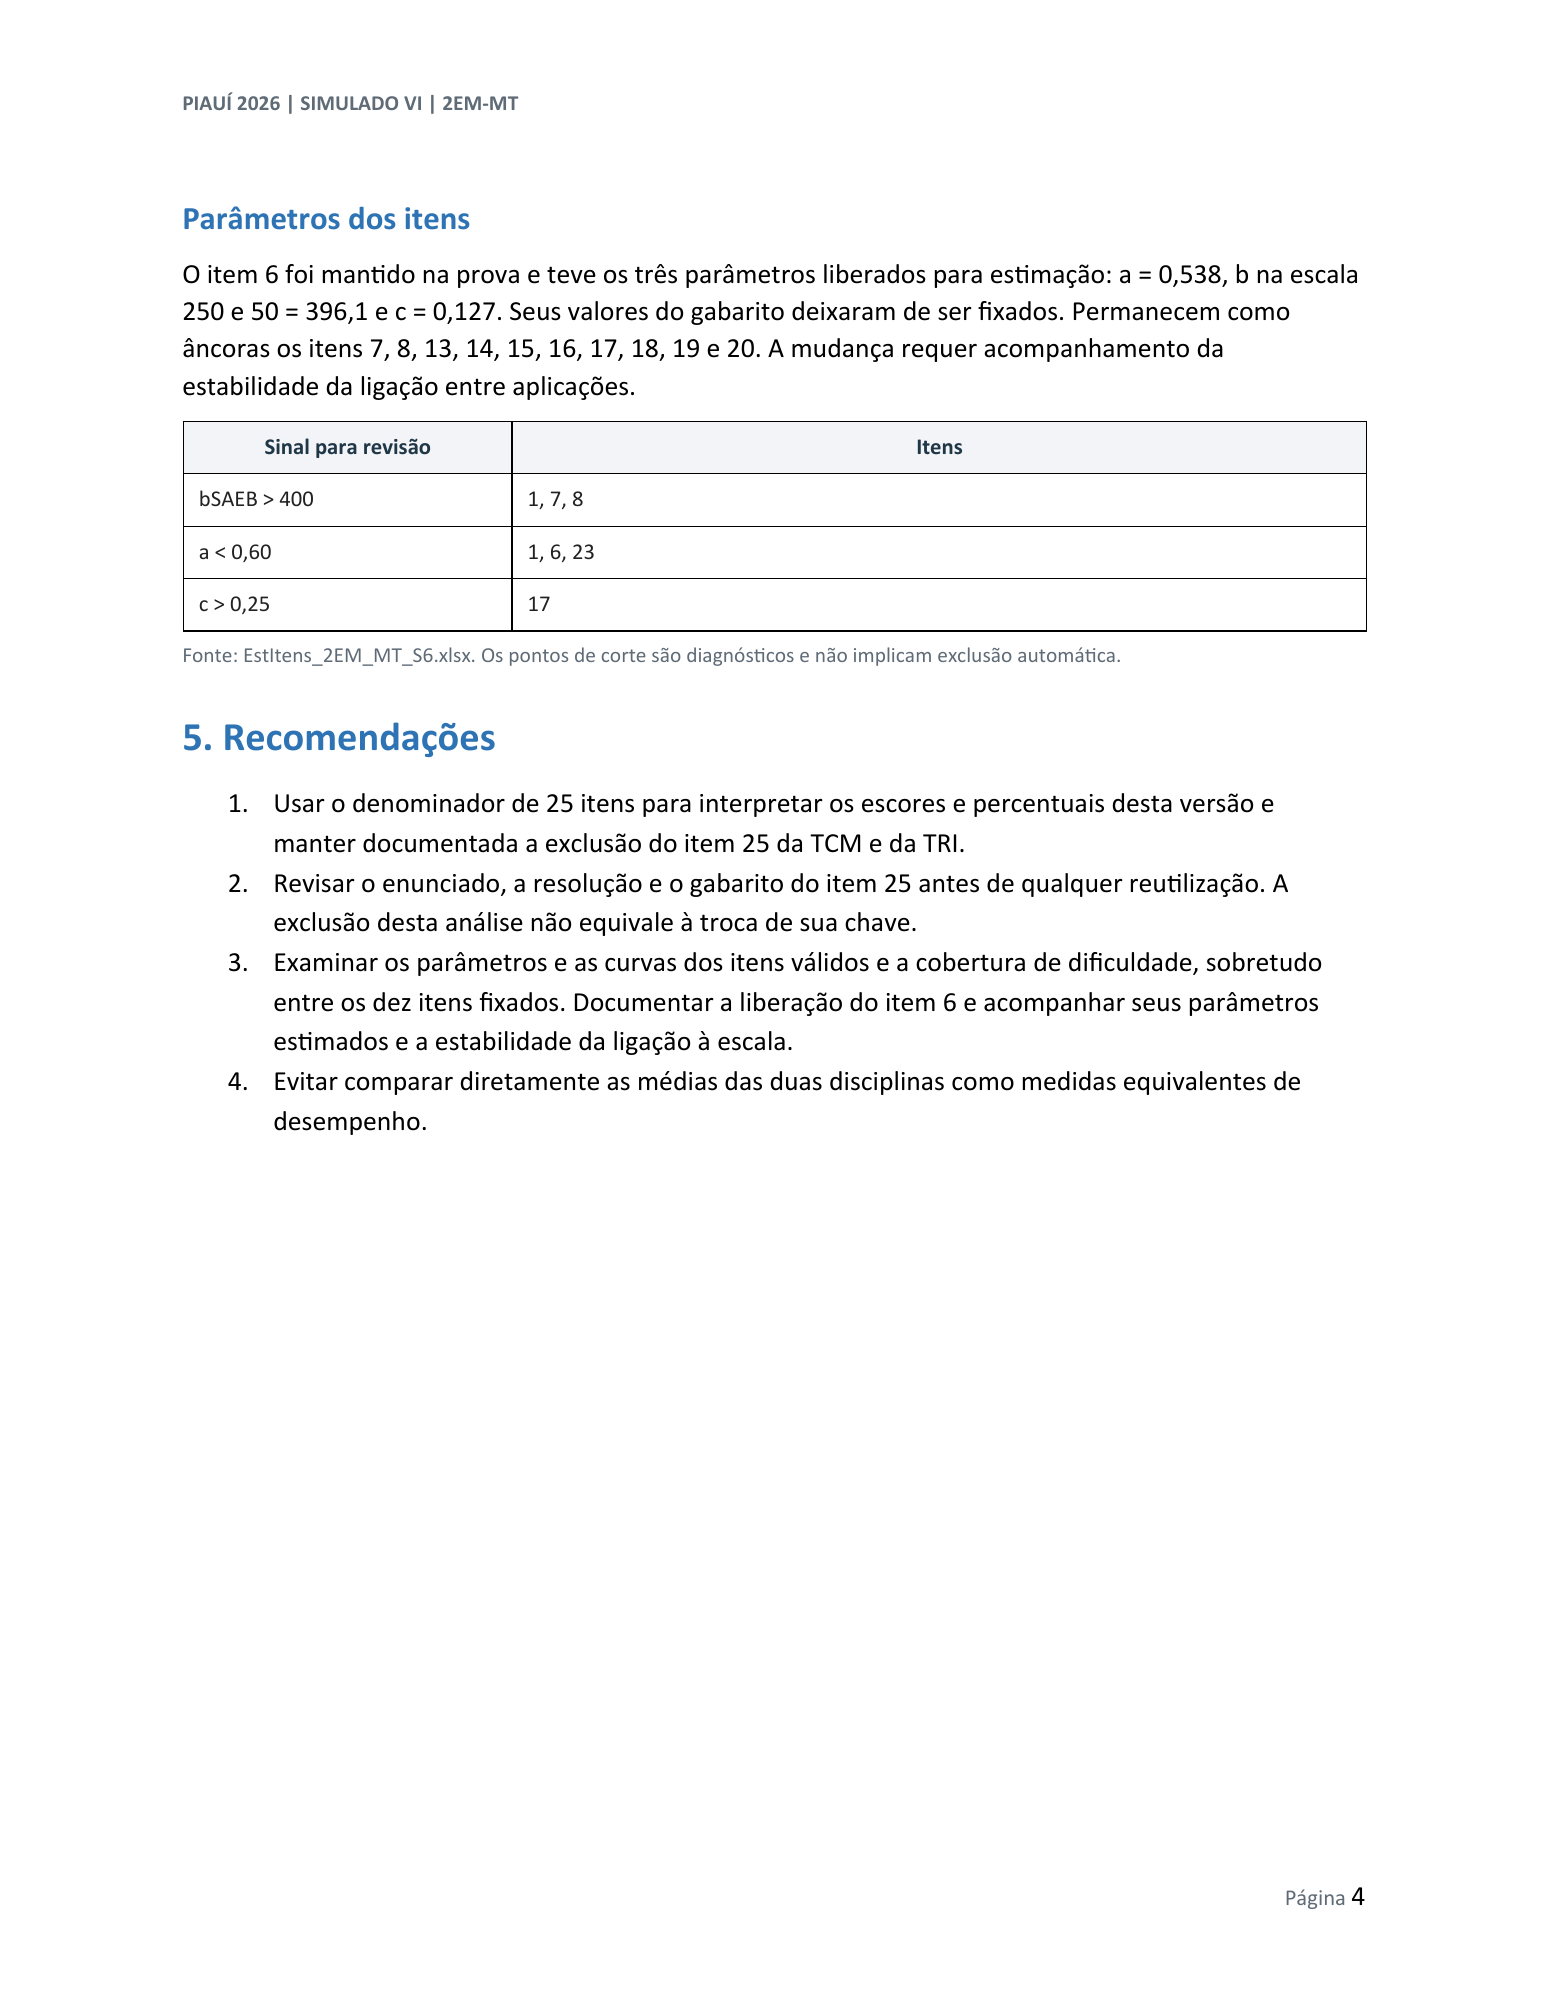 PIAUÍ 2026 | SIMULADO VI | 2EM-MT
Parâmetros dos itens
O item 6 foi mantido na prova e teve os três parâmetros liberados para estimação: a = 0,538, b na escala
250 e 50 = 396,1 e c = 0,127. Seus valores do gabarito deixaram de ser fixados. Permanecem como
âncoras os itens 7, 8, 13, 14, 15, 16, 17, 18, 19 e 20. A mudança requer acompanhamento da
estabilidade da ligação entre aplicações.
Sinal para revisão Itens
bSAEB > 400 1, 7, 8
a < 0,60 1, 6, 23
c > 0,25 17
Fonte: EstItens_2EM_MT_S6.xlsx. Os pontos de corte são diagnósticos e não implicam exclusão automática.
5. Recomendações
1. Usar o denominador de 25 itens para interpretar os escores e percentuais desta versão e
manter documentada a exclusão do item 25 da TCM e da TRI.
2. Revisar o enunciado, a resolução e o gabarito do item 25 antes de qualquer reutilização. A
exclusão desta análise não equivale à troca de sua chave.
3. Examinar os parâmetros e as curvas dos itens válidos e a cobertura de dificuldade, sobretudo
entre os dez itens fixados. Documentar a liberação do item 6 e acompanhar seus parâmetros
estimados e a estabilidade da ligação à escala.
4. Evitar comparar diretamente as médias das duas disciplinas como medidas equivalentes de
desempenho.
Página 4